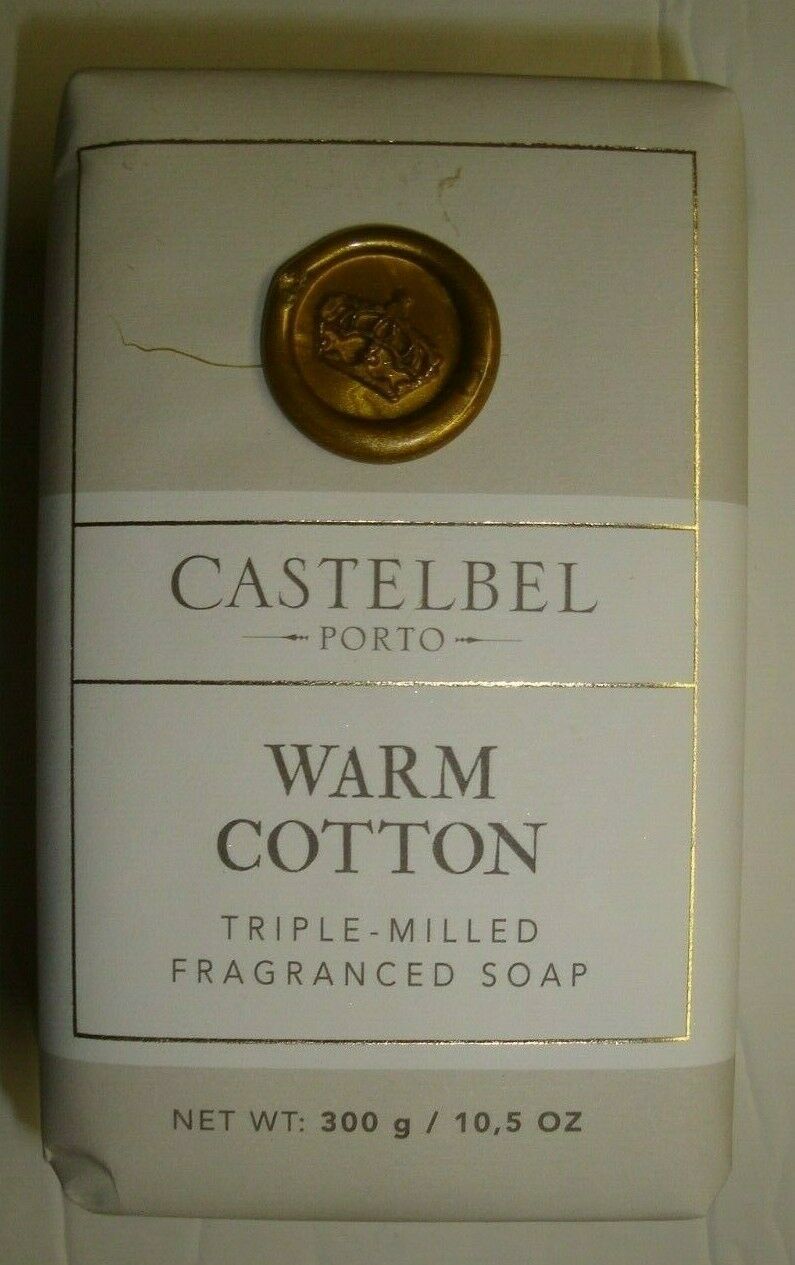 CASTELBEL
PORTO
WARM
COTTON
TRIPLE-MILLED
FRAGRANCED SOAP
NET WT: 300 g / 10,5 OZ